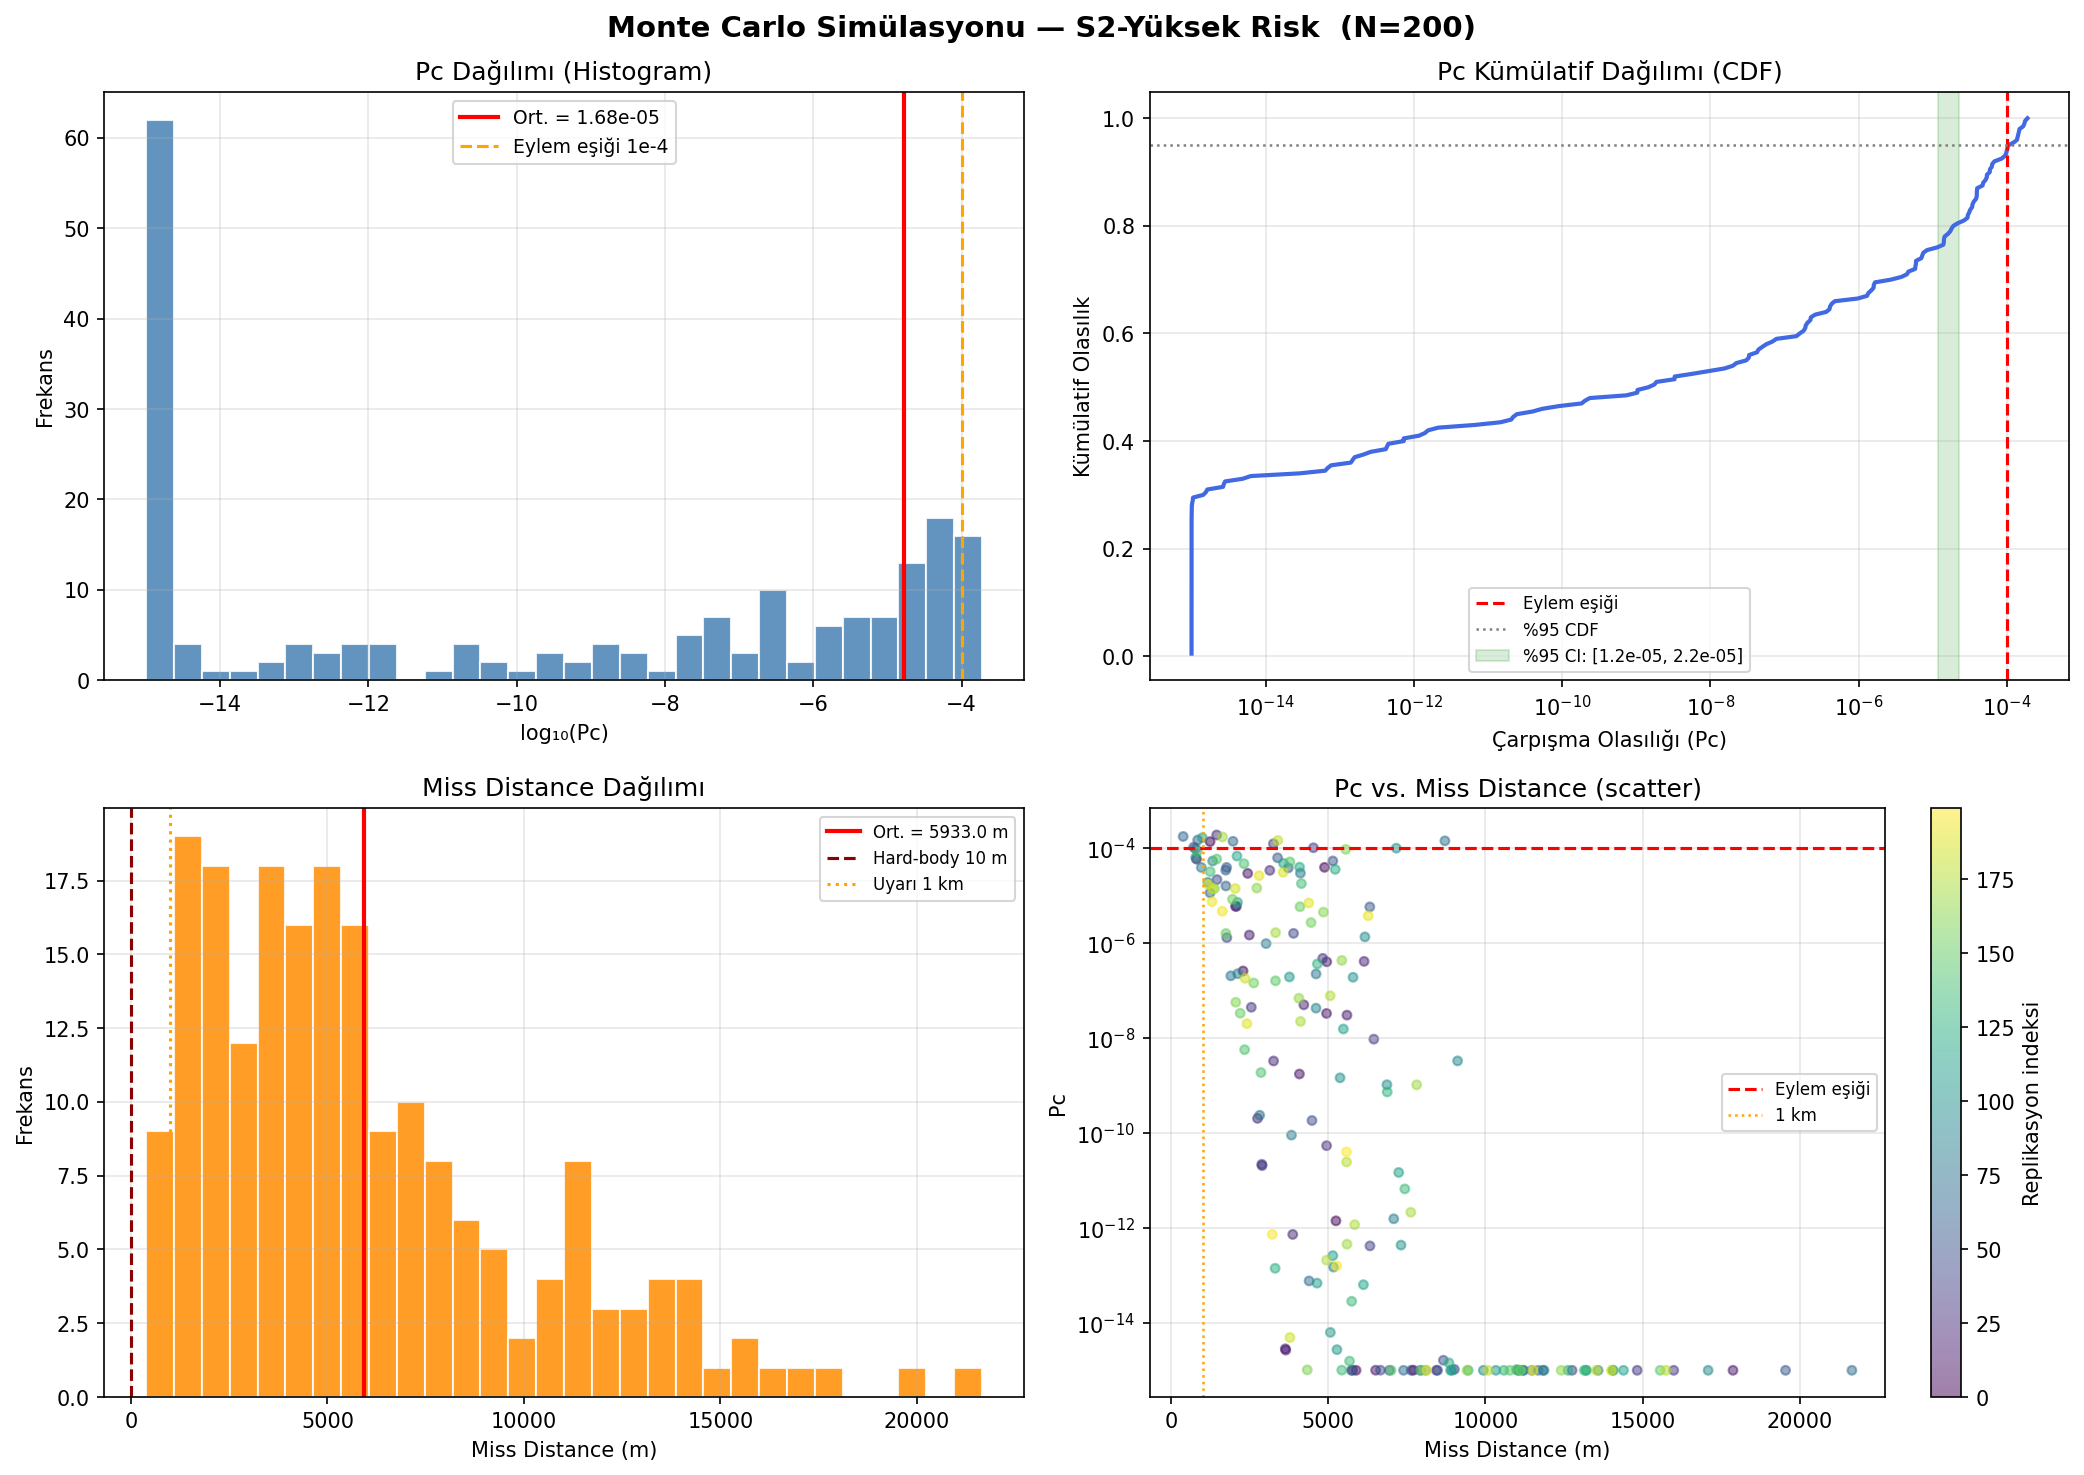 Monte Carlo Simülasyonu — S2-Yüksek Risk (N=200)
Pc Dağılımı (Histogram)
Ort. = 1.68e-05
Eylem eşiği 1e-4
Frekans
60
50
40
30
20
10
0
−14
−12
−10
−8
−6
−4
log₁₀(Pc)
Pc Kümülatif Dağılımı (CDF)
Kümülatif Olasılık
1.0
0.8
0.6
0.4
0.2
0.0
Eylem eşiği
%95 CDF
%95 CI: [1.2e-05, 2.2e-05]
10⁻¹⁴
10⁻¹²
10⁻¹⁰
10⁻⁸
10⁻⁶
10⁻⁴
Çarpışma Olasılığı (Pc)
Miss Distance Dağılımı
Ort. = 5933.0 m
Hard-body 10 m
Uyarı 1 km
Frekans
17.5
15.0
12.5
10.0
7.5
5.0
2.5
0.0
0
5000
10000
15000
20000
Miss Distance (m)
Pc vs. Miss Distance (scatter)
Pc
10⁻⁴
10⁻⁶
10⁻⁸
10⁻¹⁰
10⁻¹²
10⁻¹⁴
Eylem eşiği
1 km
0
5000
10000
15000
20000
Miss Distance (m)
175
150
125
100
75
50
25
0
Replikasyon indeksi